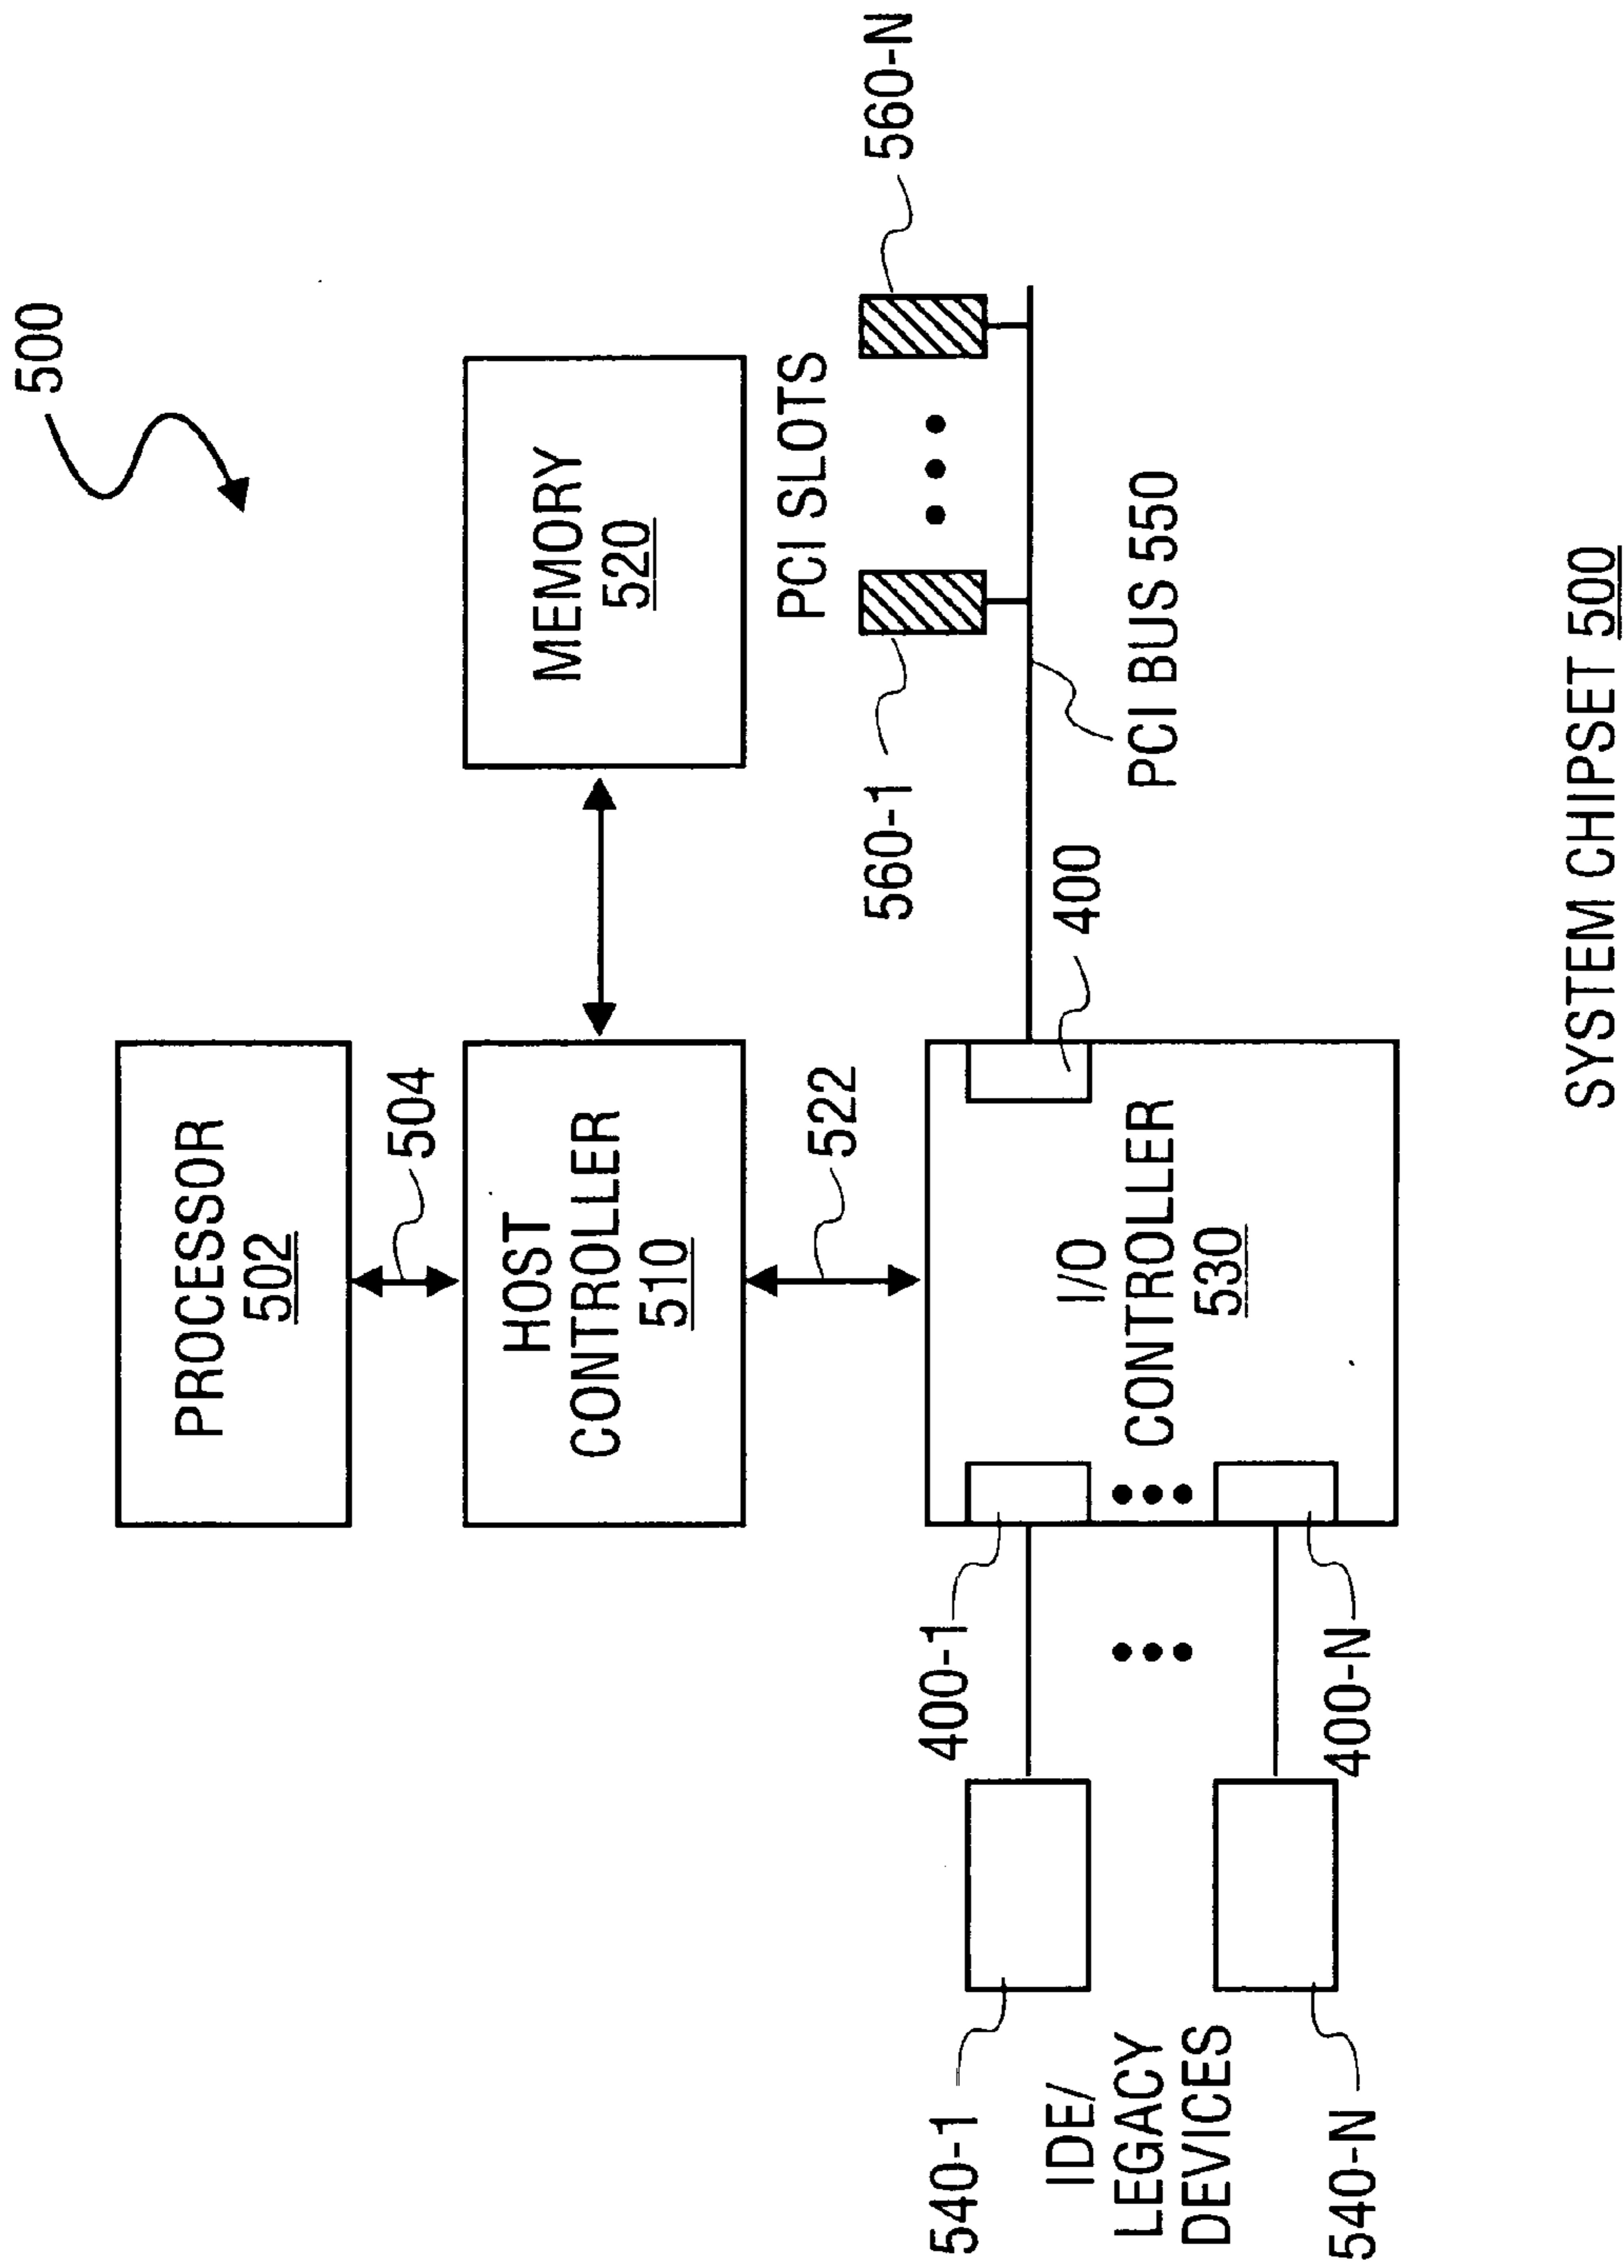 500
PROCESSOR
502
504
HOST
CONTROLLER
510
MEMORY
520
522
PCI SLOTS
560-1
560-N
PCI BUS 550
400
I/O
CONTROLLER
530
400-1
400-N
540-1
IDE/
LEGACY
DEVICES
540-N
SYSTEM CHIPSET 500